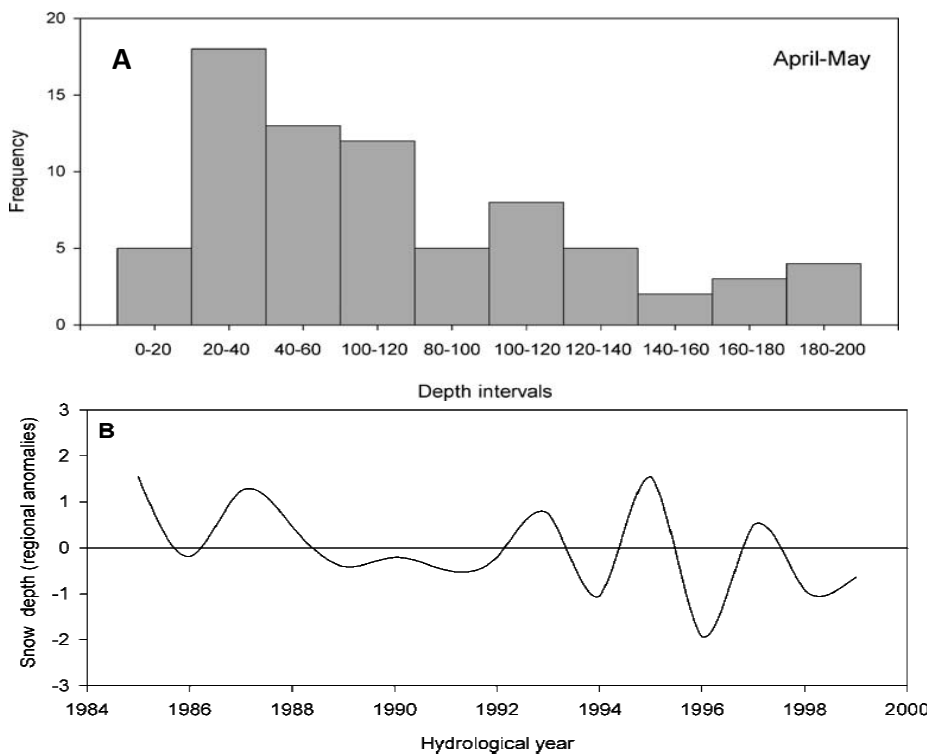 20
A
April-May
15
Frequency
10
5
0
0-20 20-40 40-60 100-120 80-100 100-120 120-140 140-160 160-180 180-200
Depth intervals
3
B
2
1
Snow depth (regional anomalies)
0
-1
-2
-3
1984 1986 1988 1990 1992 1994 1996 1998 2000
Hydrological year